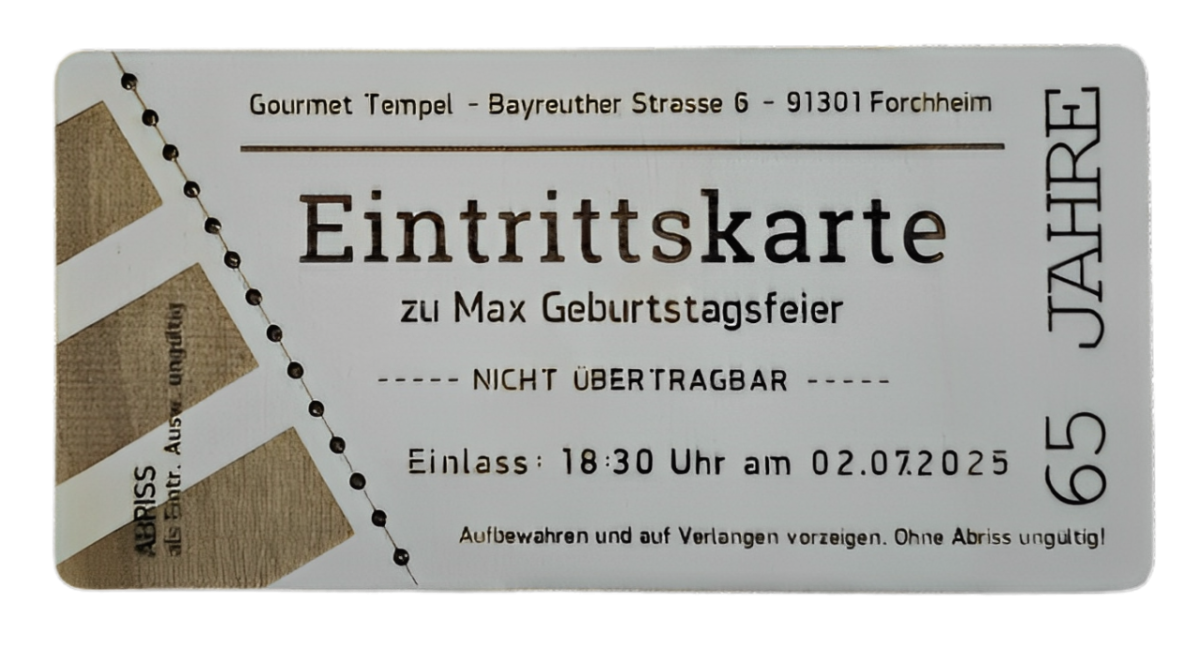 Gourmet Tempel - Bayreuther Strasse 6 - 91301 Forchheim
Eintrittskarte
zu Max Geburtstagsfeier
----- NICHT ÜBERTRAGBAR -----
Einlass: 18:30 Uhr am 02.07.2025
Aufbewahren und auf Verlangen vorzeigen. Ohne Abriss ungültig!
65 JAHRE
ABRISS
als Entr. Ausw. ungültig